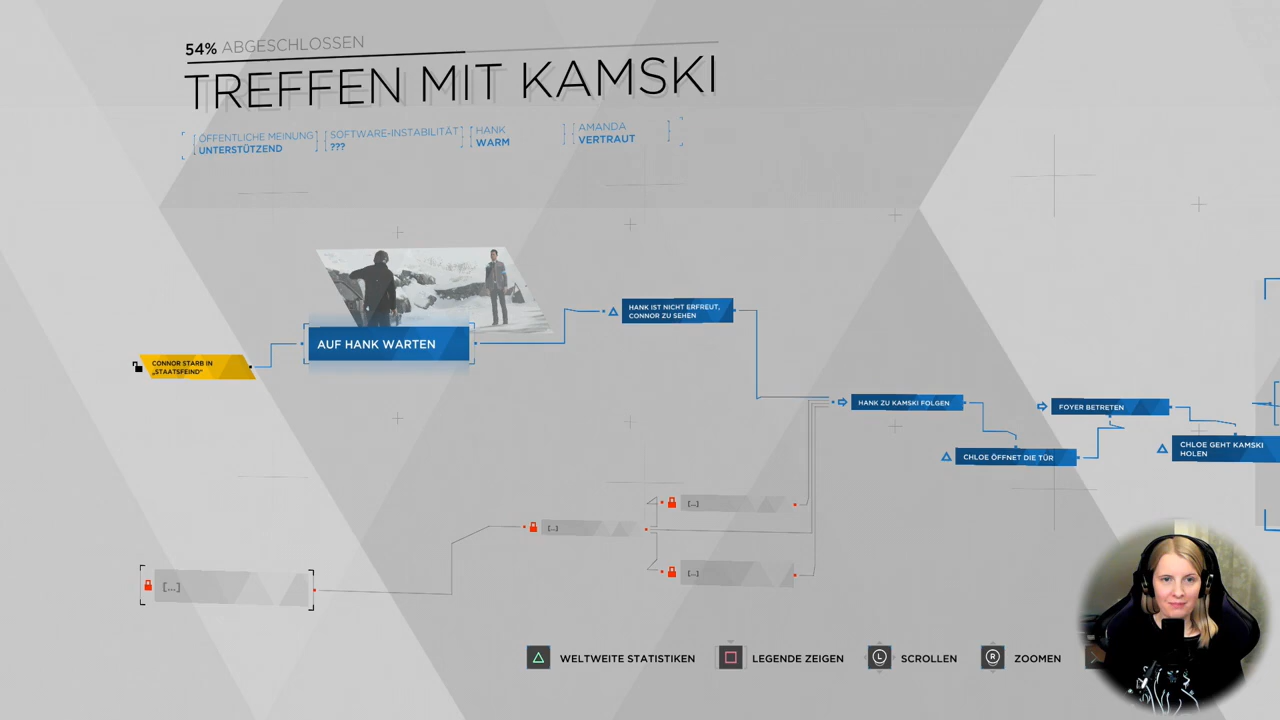 54% ABGESCHLOSSEN
TREFFEN MIT KAMSKI
ÖFFENTLICHE MEINUNG
UNTERSTÜTZEND
SOFTWARE-INSTABILITÄT
???
HANK
WARM
AMANDA
VERTRAUT
CONNOR STARB IN
„STAATSFEIND"
AUF HANK WARTEN
HANK IST NICHT ERFREUT,
CONNOR ZU SEHEN
HANK ZU KAMSKI FOLGEN
CHLOE ÖFFNET DIE TÜR
FOYER BETRETEN
CHLOE GEHT KAMSKI
HOLEN
[...]
[...]
[...]
[...]
WELTWEITE STATISTIKEN
LEGENDE ZEIGEN
L
SCROLLEN
R
ZOOMEN